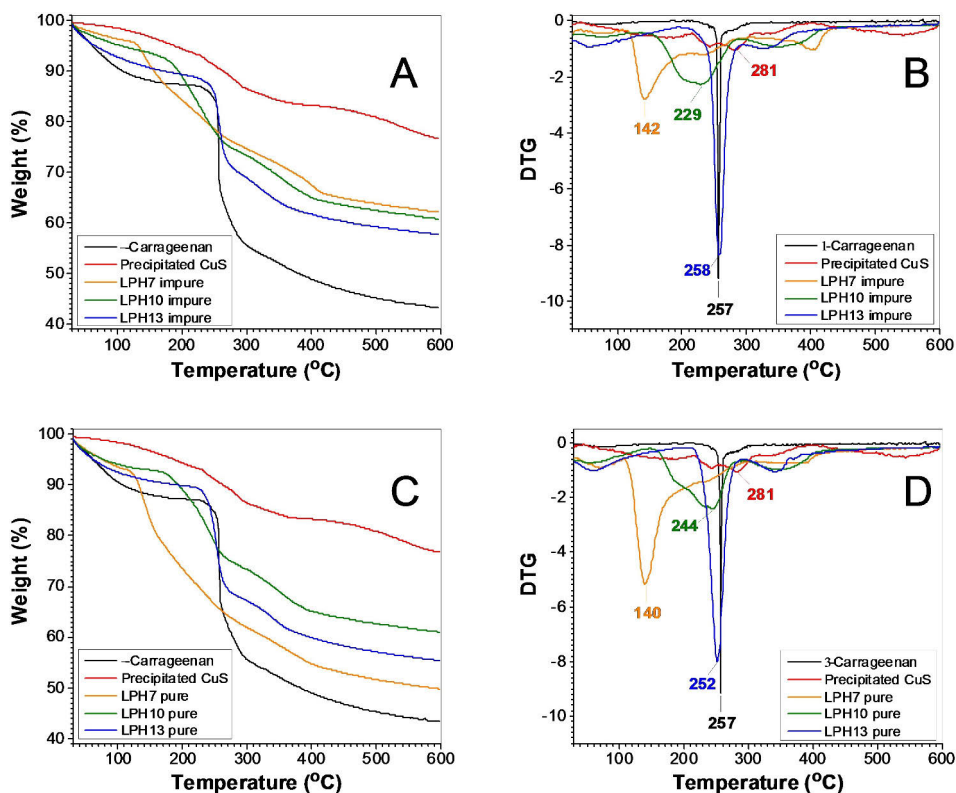 A
100
90
80
70
60
50
40
Weight (%)
–Carrageenan
Precipitated CuS
LPH7 impure
LPH10 impure
LPH13 impure
100 200 300 400 500 600
Temperature (°C)
B
0
-2
-4
-6
-8
-10
DTG
281
229
142
258
257
1-Carrageenan
Precipitated CuS
LPH7 impure
LPH10 impure
LPH13 impure
100 200 300 400 500 600
Temperature (°C)
C
100
90
80
70
60
50
40
Weight (%)
–Carrageenan
Precipitated CuS
LPH7 pure
LPH10 pure
LPH13 pure
100 200 300 400 500 600
Temperature (°C)
D
0
-2
-4
-6
-8
-10
DTG
281
244
140
252
257
3-Carrageenan
Precipitated CuS
LPH7 pure
LPH10 pure
LPH13 pure
100 200 300 400 500 600
Temperature (°C)